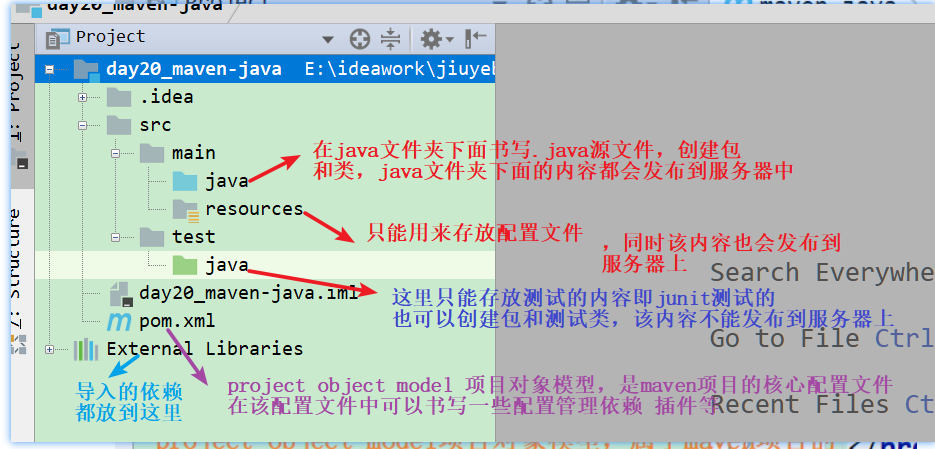 day20_maven-java
1: Project
Project
day20_maven-java E:\ideawork\jiuye
.idea
src
main
java
在java文件夹下面书写.java源文件，创建包
和类，java文件夹下面的内容都会发布到服务器中
resources
只能用来存放配置文件
，同时该内容也会发布到
服务器上
test
java
Search Everywhe
7: Structure
day20_maven-java.iml
这里只能存放测试的内容即junit测试的
也可以创建包和测试类，该内容不能发布到服务器上
pom.xml
Go to File Ctrl
External Libraries
导入的依赖
都放到这里
project object model 项目对象模型，是maven项目的核心配置文件
在该配置文件中可以书写一些配置管理依赖 插件等
Recent Files Ct